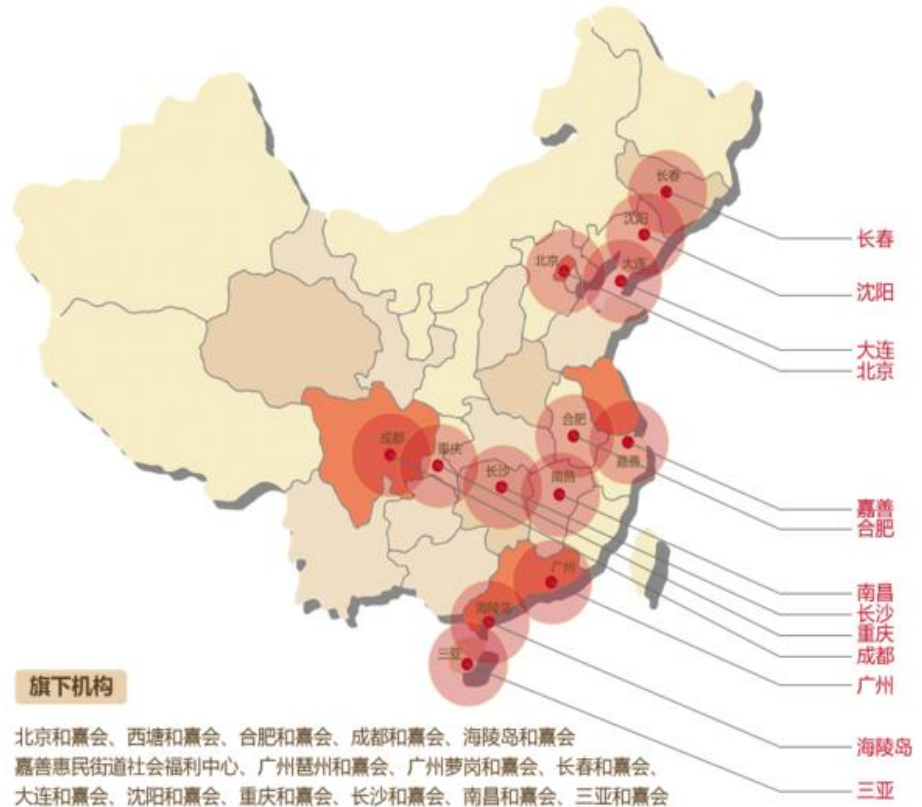 长春
沈阳
北京
大连
合肥
嘉善
成都
重庆
长沙
南昌
广州
海陵岛
三亚
长春
沈阳
大连
北京
嘉善
合肥
南昌
长沙
重庆
成都
广州
海陵岛
三亚
旗下机构
北京和熹会、西塘和熹会、合肥和熹会、成都和熹会、海陵岛和熹会
嘉善惠民街道社会福利中心、广州琶州和熹会、广州萝岗和熹会、长春和熹会、
大连和熹会、沈阳和熹会、重庆和熹会、长沙和熹会、南昌和熹会、三亚和熹会